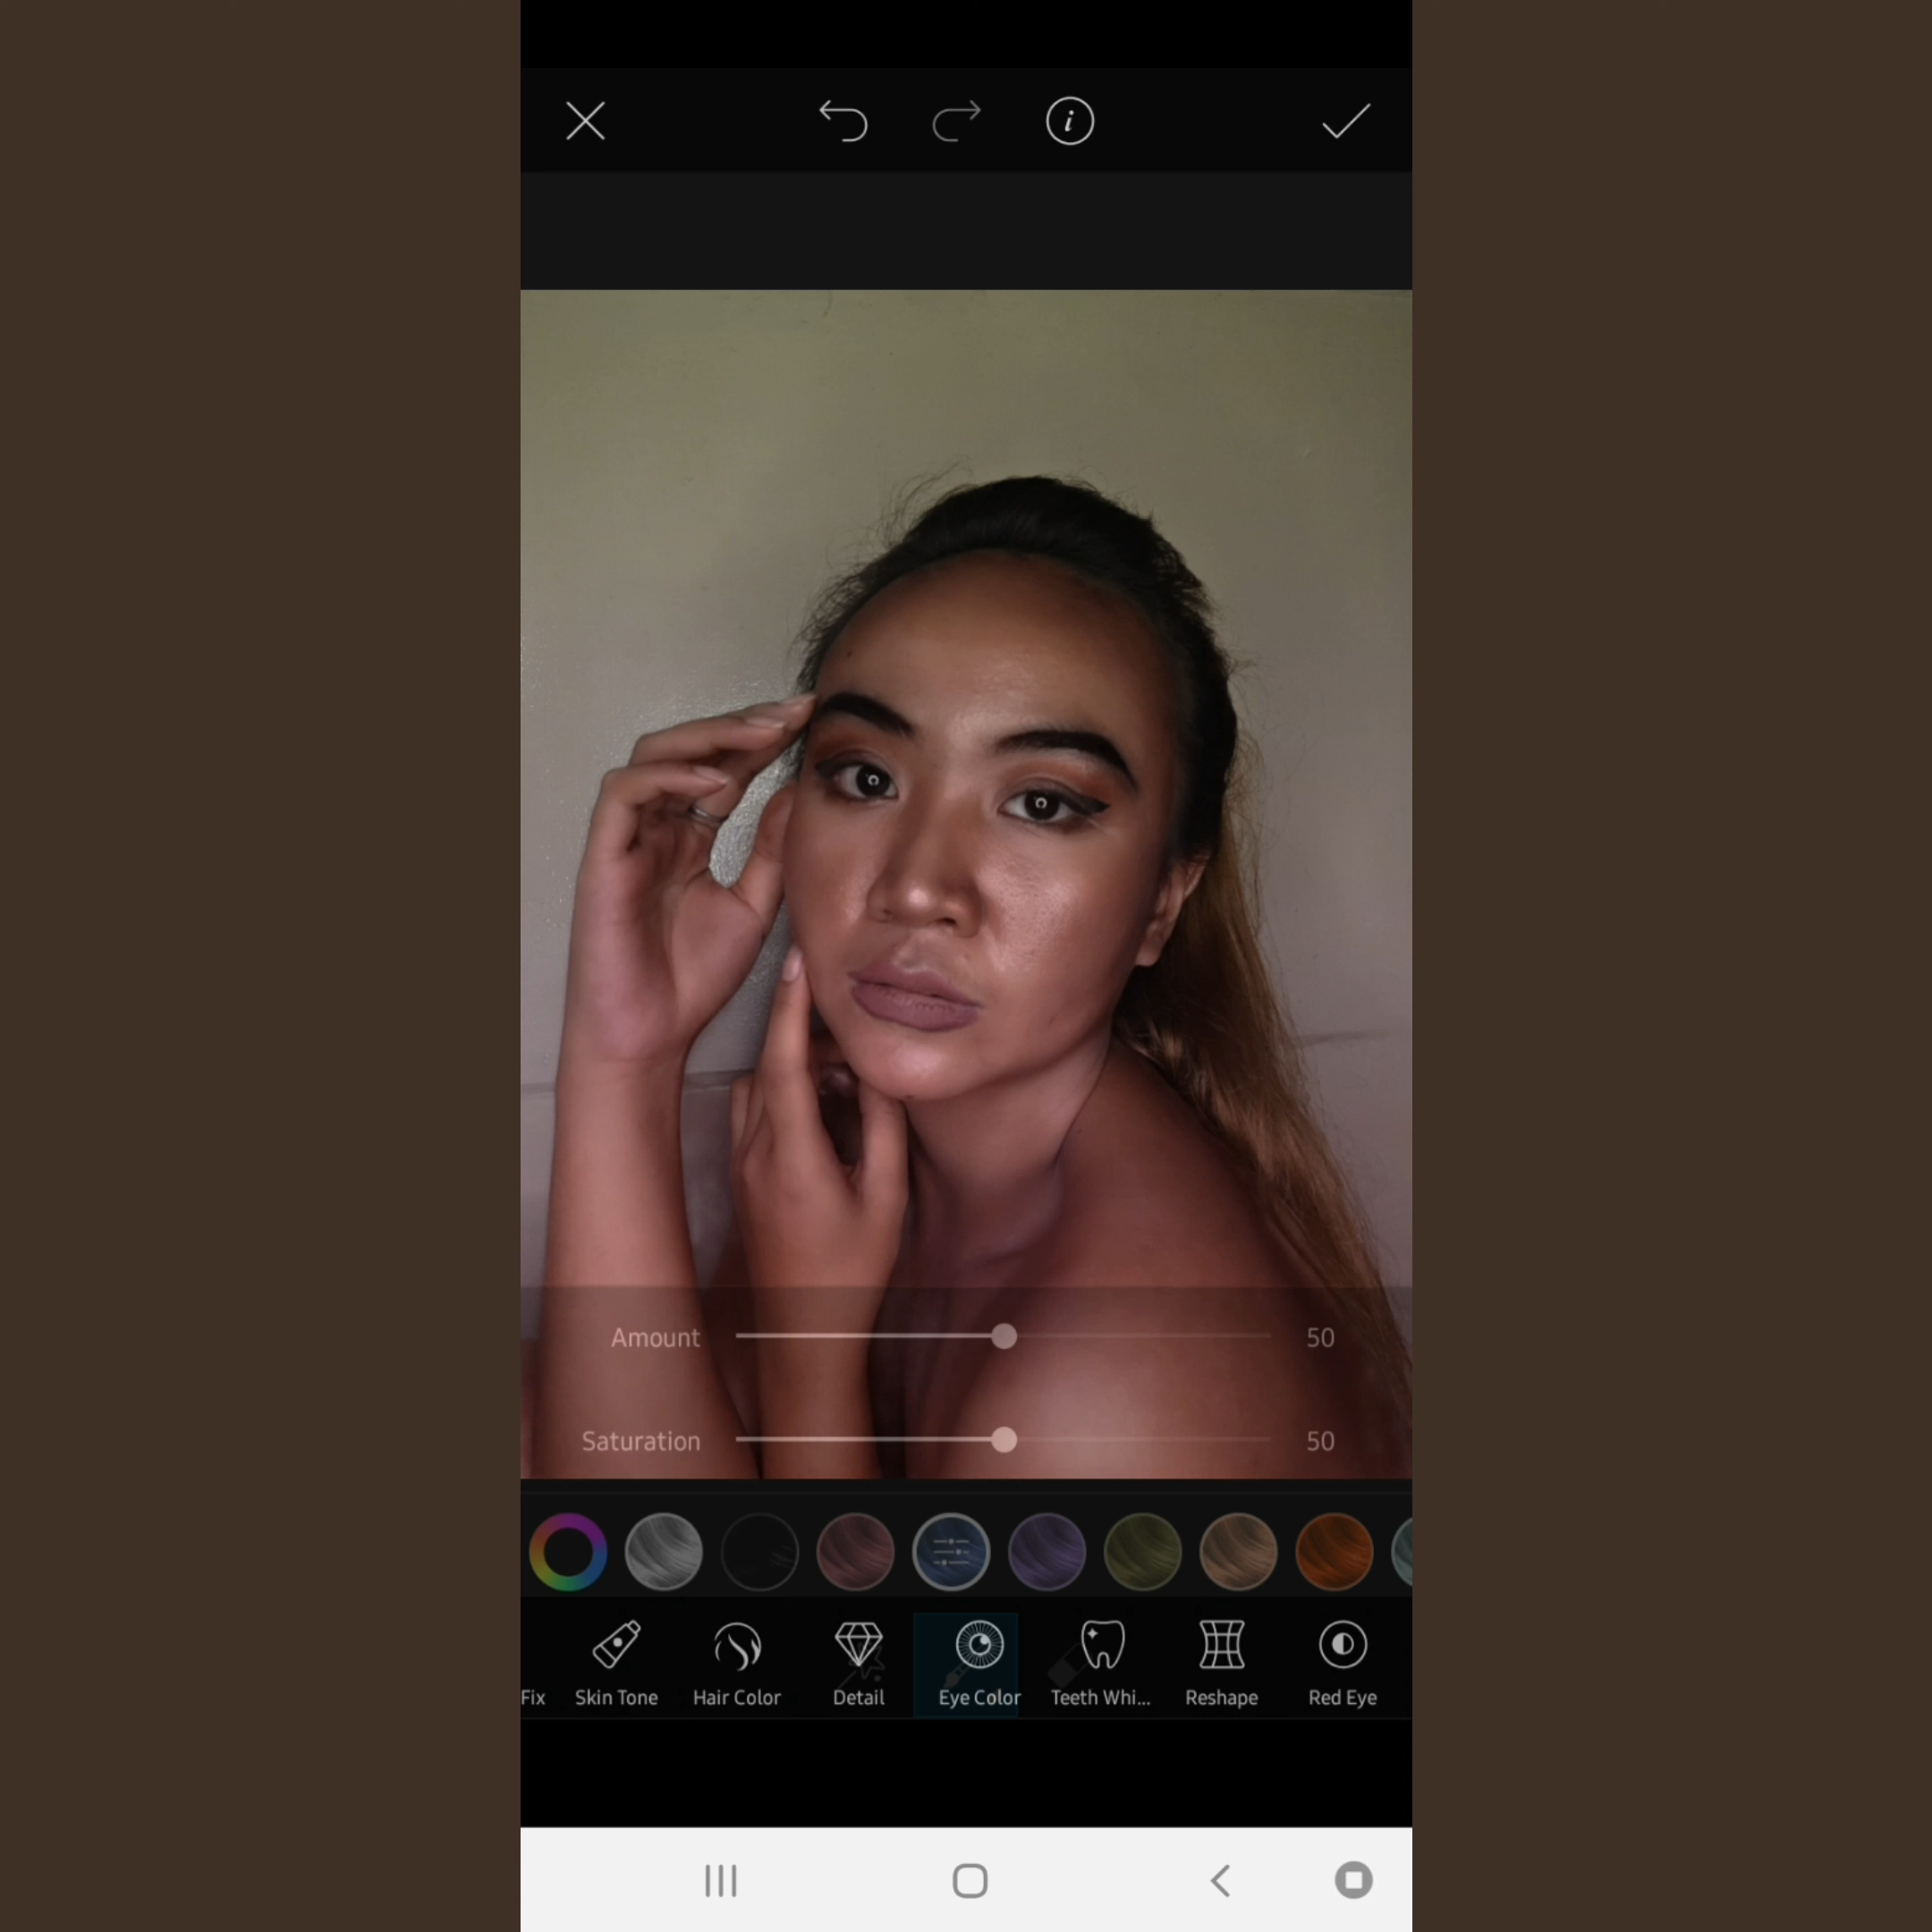 Amount 50
Saturation 50
Fix Skin Tone Hair Color Detail Eye Color Teeth Whi... Reshape Red Eye